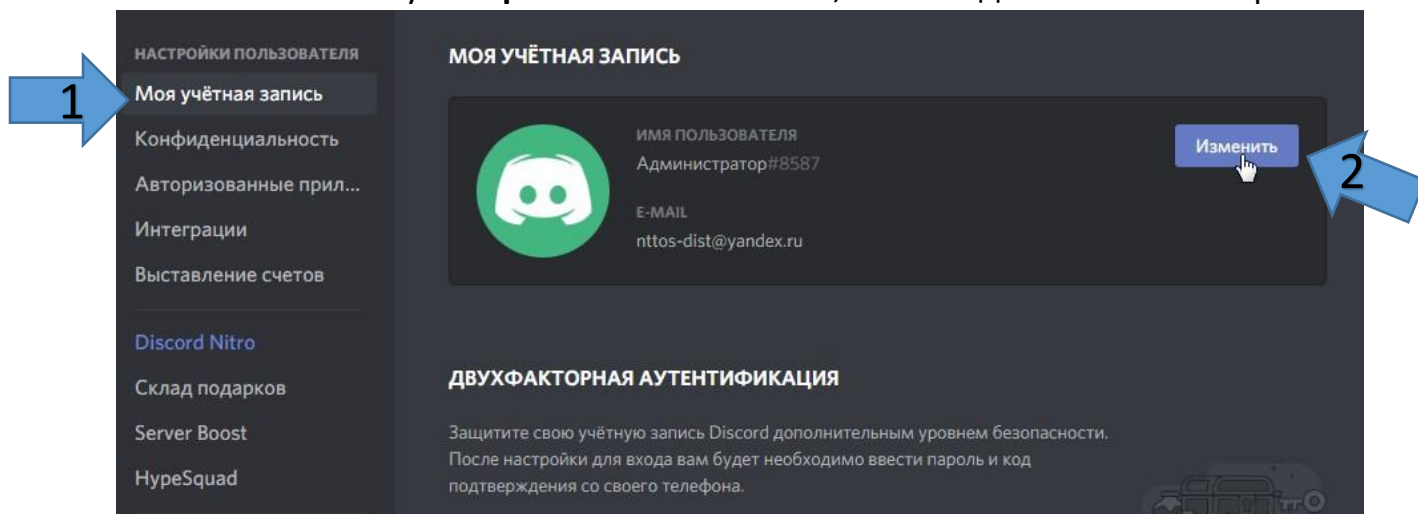 НАСТРОЙКИ ПОЛЬЗОВАТЕЛЯ
1
Моя учётная запись
Конфиденциальность
Авторизованные прил...
Интеграции
Выставление счетов
Discord Nitro
Склад подарков
Server Boost
HypeSquad
МОЯ УЧЁТНАЯ ЗАПИСЬ
ИМЯ ПОЛЬЗОВАТЕЛЯ
Администратор#8587
E-MAIL
nttos-dist@yandex.ru
Изменить
2
ДВУХФАКТОРНАЯ АУТЕНТИФИКАЦИЯ
Защитите свою учётную запись Discord дополнительным уровнем безопасности.
После настройки для входа вам будет необходимо ввести пароль и код
подтверждения со своего телефона.